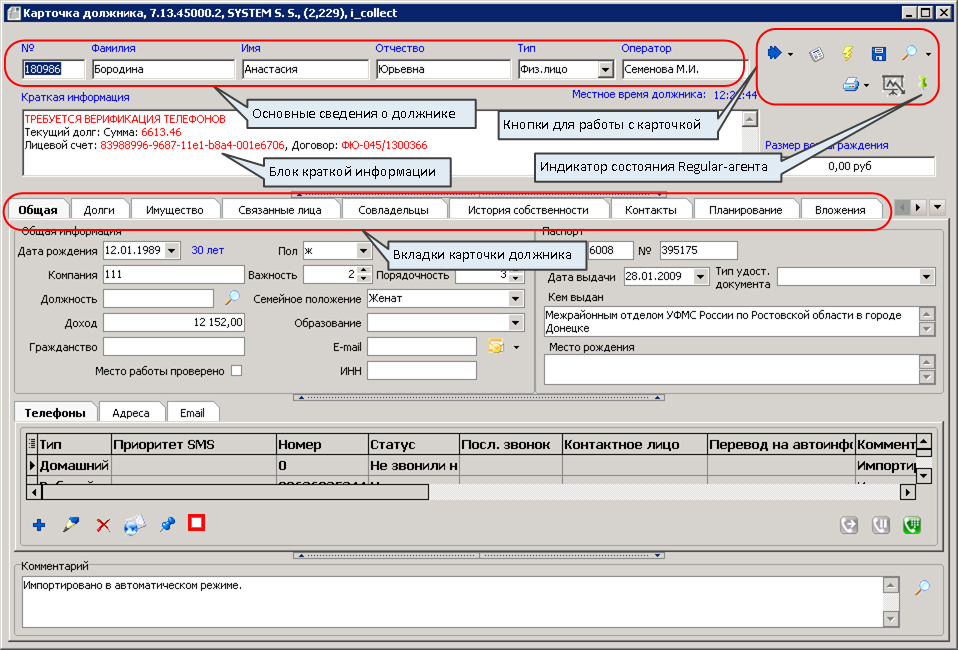 Карточка должника, 7.13.45000.2, SYSTEM S. S., (2,229), i_collect
№ Фамилия Имя Отчество Тип Оператор
180986 Бородина Анастасия Юрьевна Физ.лицо Семенова М.И.
Краткая информация Местное время должника: 12:2 :44
Основные сведения о должнике
Кнопки для работы с карточкой
ТРЕБУЕТСЯ ВЕРИФИКАЦИЯ ТЕЛЕФОНОВ
Текущий долг: Сумма: 6613.46
Лицевой счет: 83988996-9687-11e1-b8a4-001e6706, Договор: ФЮ-045/1300366
Размер во аграждения
Индикатор состояния Regular-агента
0,00 руб
Блок краткой информации
Общая Долги Имущество Связанные лица Совладельцы История собственности Контакты Планирование Вложения
Общая информация Паспорт
Дата рождения 12.01.1989 30 лет Пол ж 6008 № 395175
Вкладки карточки должника
Компания 111 Важность 2 Порядочность 3 Дата выдачи 28.01.2009 Тип удост. документа
Должность Семейное положение Женат Кем выдан
Доход 12 152,00 Образование Межрайонным отделом УФМС России по Ростовской области в городе
Донецке
Гражданство E-mail Место рождения
Место работы проверено ИНН
Телефоны Адреса Email
Тип Приоритет SMS Номер Статус Посл. звонок Контактное лицо Перевод на автоинфо Коммент
Домашний 0 Не звонили н Импорти
Комментарий
Импортировано в автоматическом режиме.